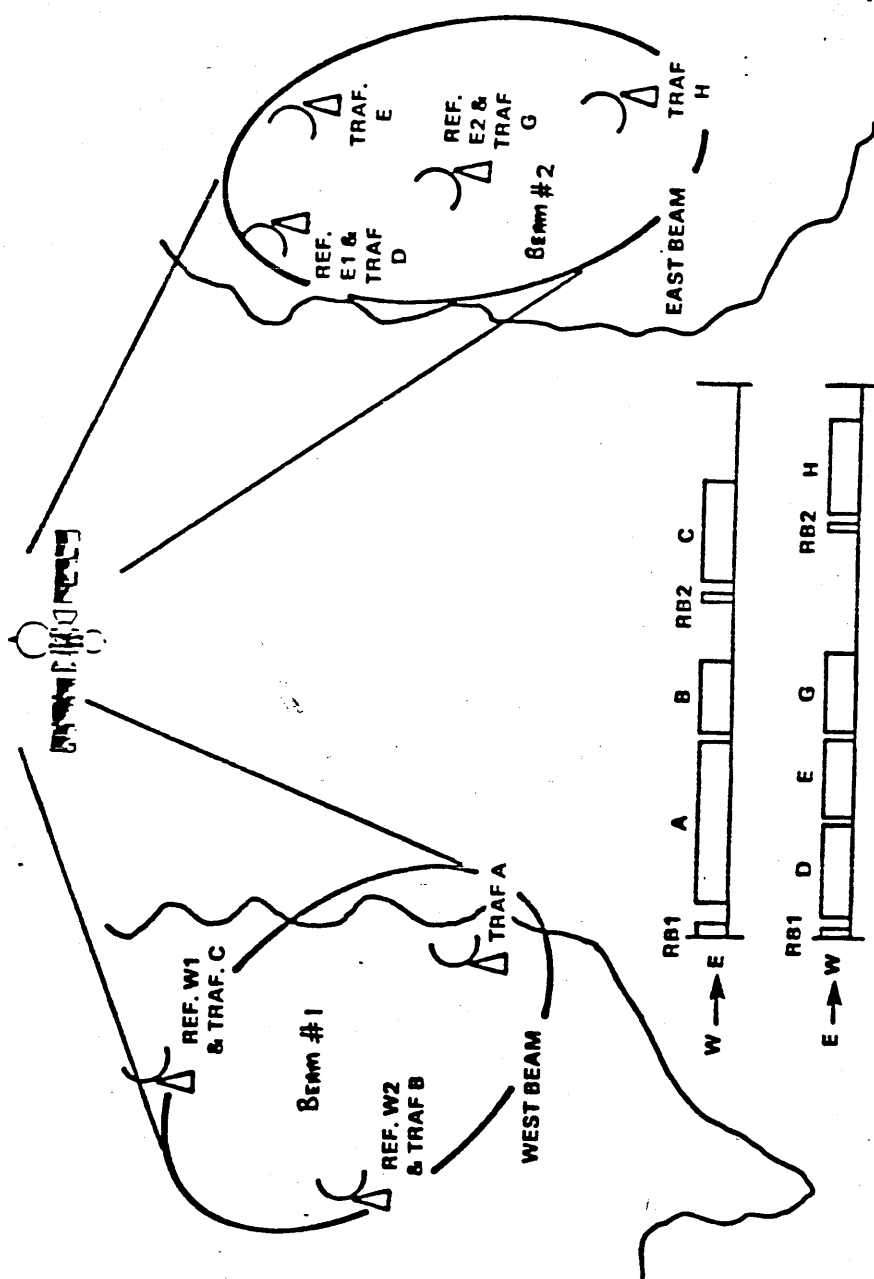 REF. W1
& TRAF. C
BEAM #1
REF. W2
& TRAF B
TRAF A
WEST BEAM
REF.
E1 &
TRAF
D
TRAF.
E
REF.
E2 &
TRAF
G
BEAM #2
TRAF
H
EAST BEAM
W → E
RB1
A
B
RB2
C
E → W
RB1
D
E
G
RB2
H